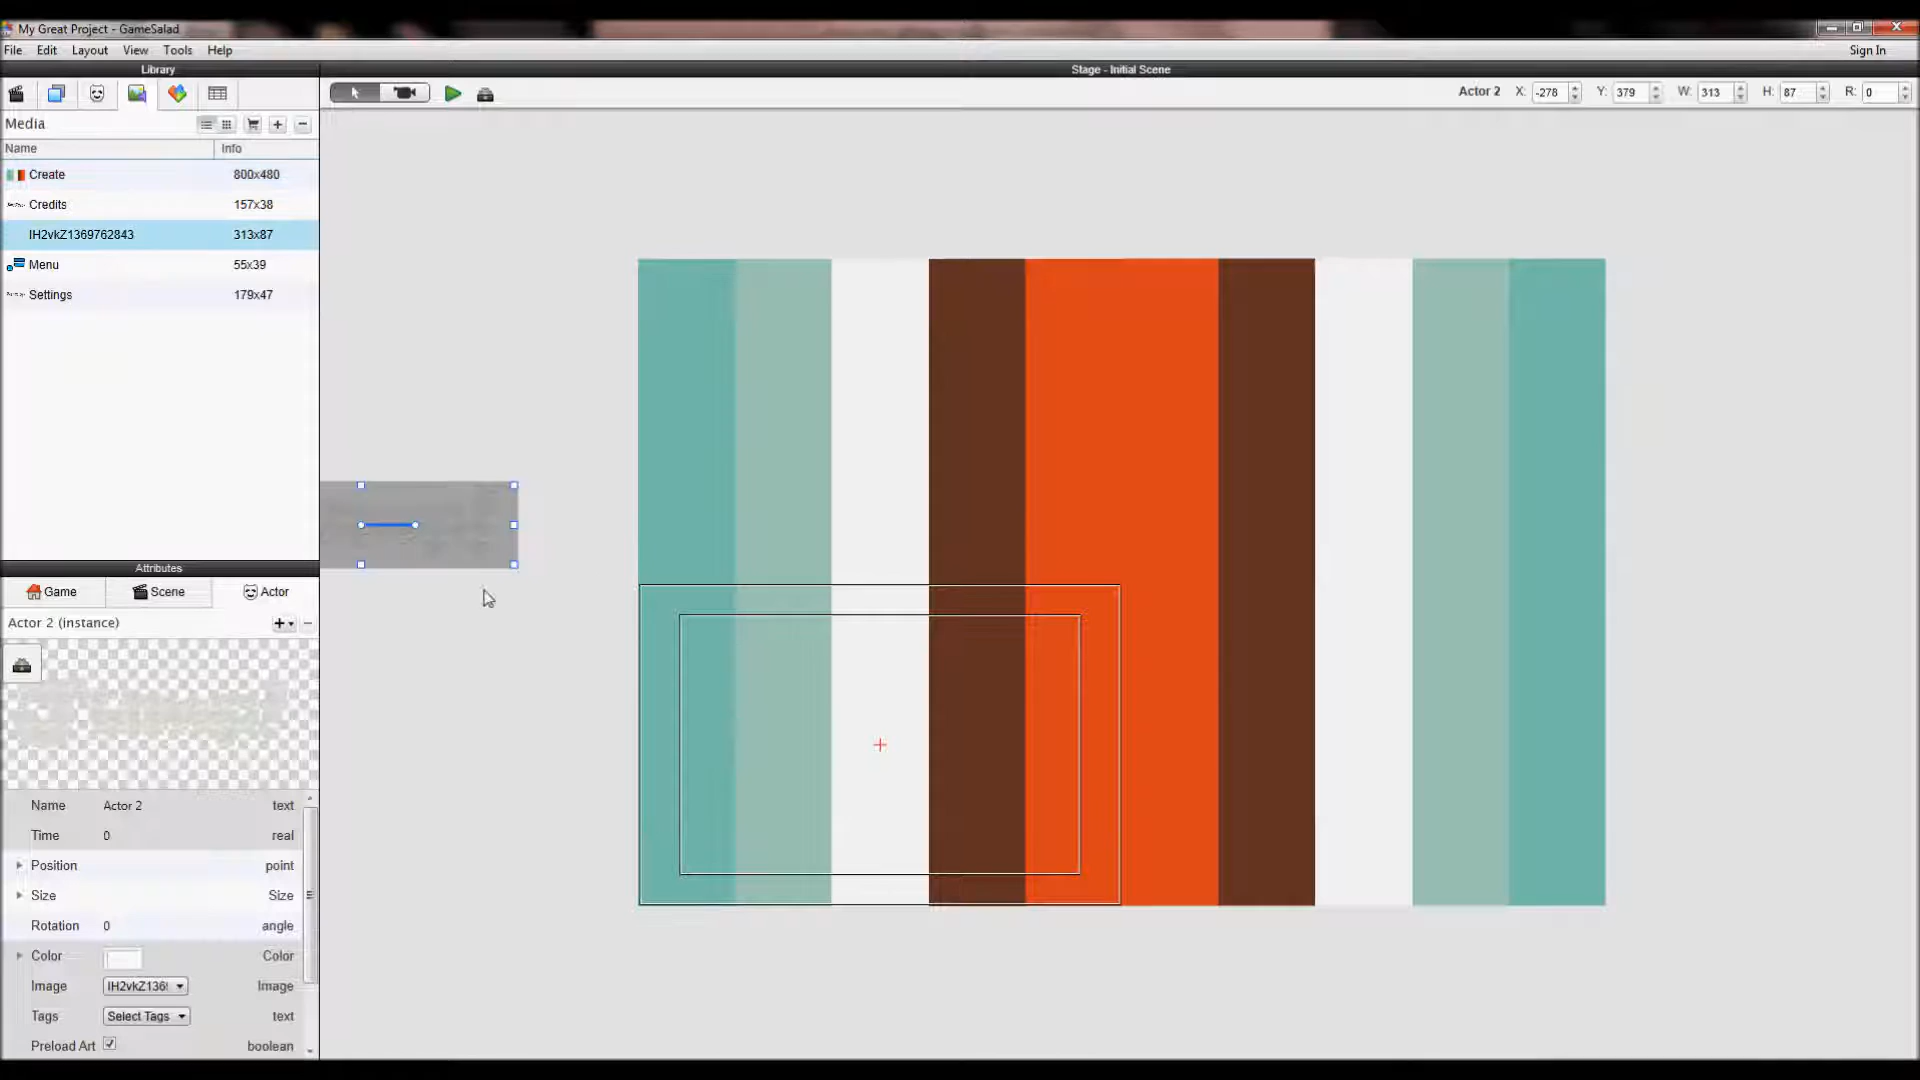 My Great Project - GameSalad
File Edit Layout View Tools Help Sign In
Library Stage - Initial Scene
Actor 2 X: -278 Y: 379 W: 313 H: 87 R: 0
Media
Name Info
Create 800x480
Credits 157x38
IH2vkZ1369762843 313x87
Menu 55x39
Settings 179x47
Attributes
Game Scene Actor
Actor 2 (instance)
Name Actor 2 text
Time 0 real
Position point
Size Size
Rotation 0 angle
Color Color
Image IH2vkZ136 Image
Tags Select Tags text
Preload Art boolean